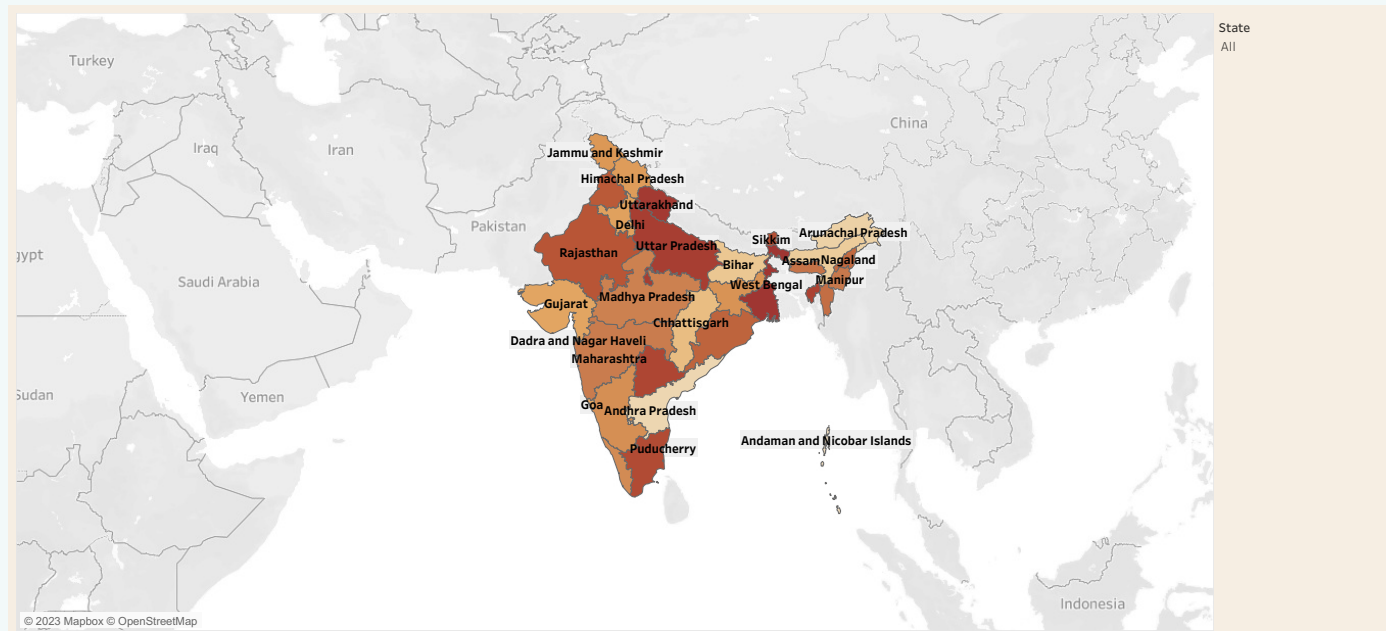 State
All
Turkey
China
Iraq
Iran
Jammu and Kashmir
Himachal Pradesh
Uttarakhand
Pakistan
Delhi
Arunachal Pradesh
Sikkim
Uttar Pradesh
Rajasthan
gypt
Assam
Nagaland
Bihar
Saudi Arabia
Manipur
West Bengal
Madhya Pradesh
Gujarat
Chhattisgarh
Dadra and Nagar Haveli
Maharashtra
Sudan
Yemen
Goa
Andhra Pradesh
Andaman and Nicobar Islands
Puducherry
Indonesia
© 2023 Mapbox © OpenStreetMap